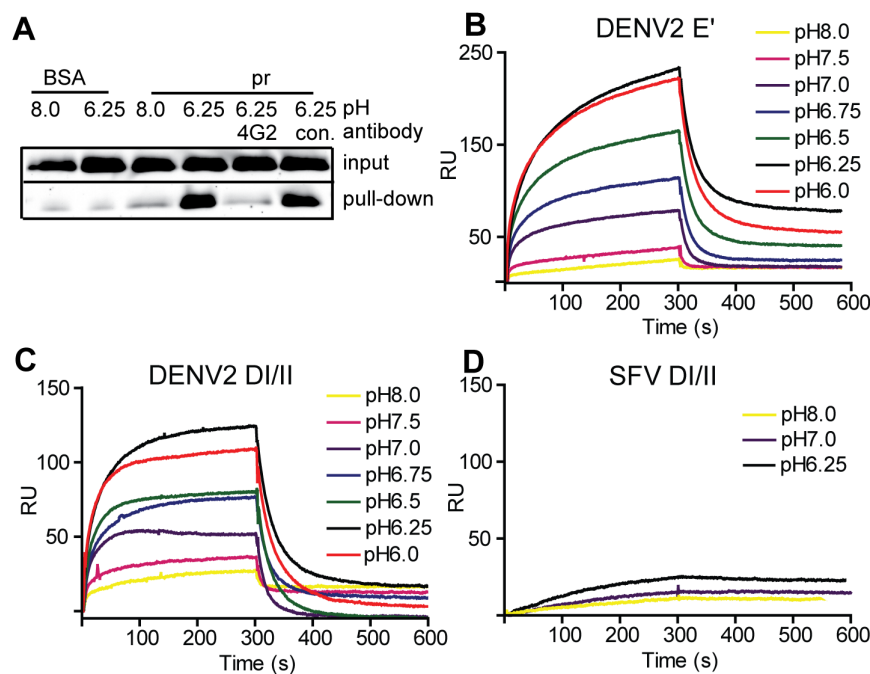 A
BSA pr
8.0 6.25 8.0 6.25 6.25 6.25 pH
4G2 con. antibody
input
pull-down
B
DENV2 E'
250
150
50
RU
100 200 300 400 500 600
Time (s)
pH8.0
pH7.5
pH7.0
pH6.75
pH6.5
pH6.25
pH6.0
C
DENV2 DI/II
150
100
50
RU
100 200 300 400 500 600
Time (s)
pH8.0
pH7.5
pH7.0
pH6.75
pH6.5
pH6.25
pH6.0
D
SFV DI/II
150
100
50
RU
100 200 300 400 500 600
Time (s)
pH8.0
pH7.0
pH6.25